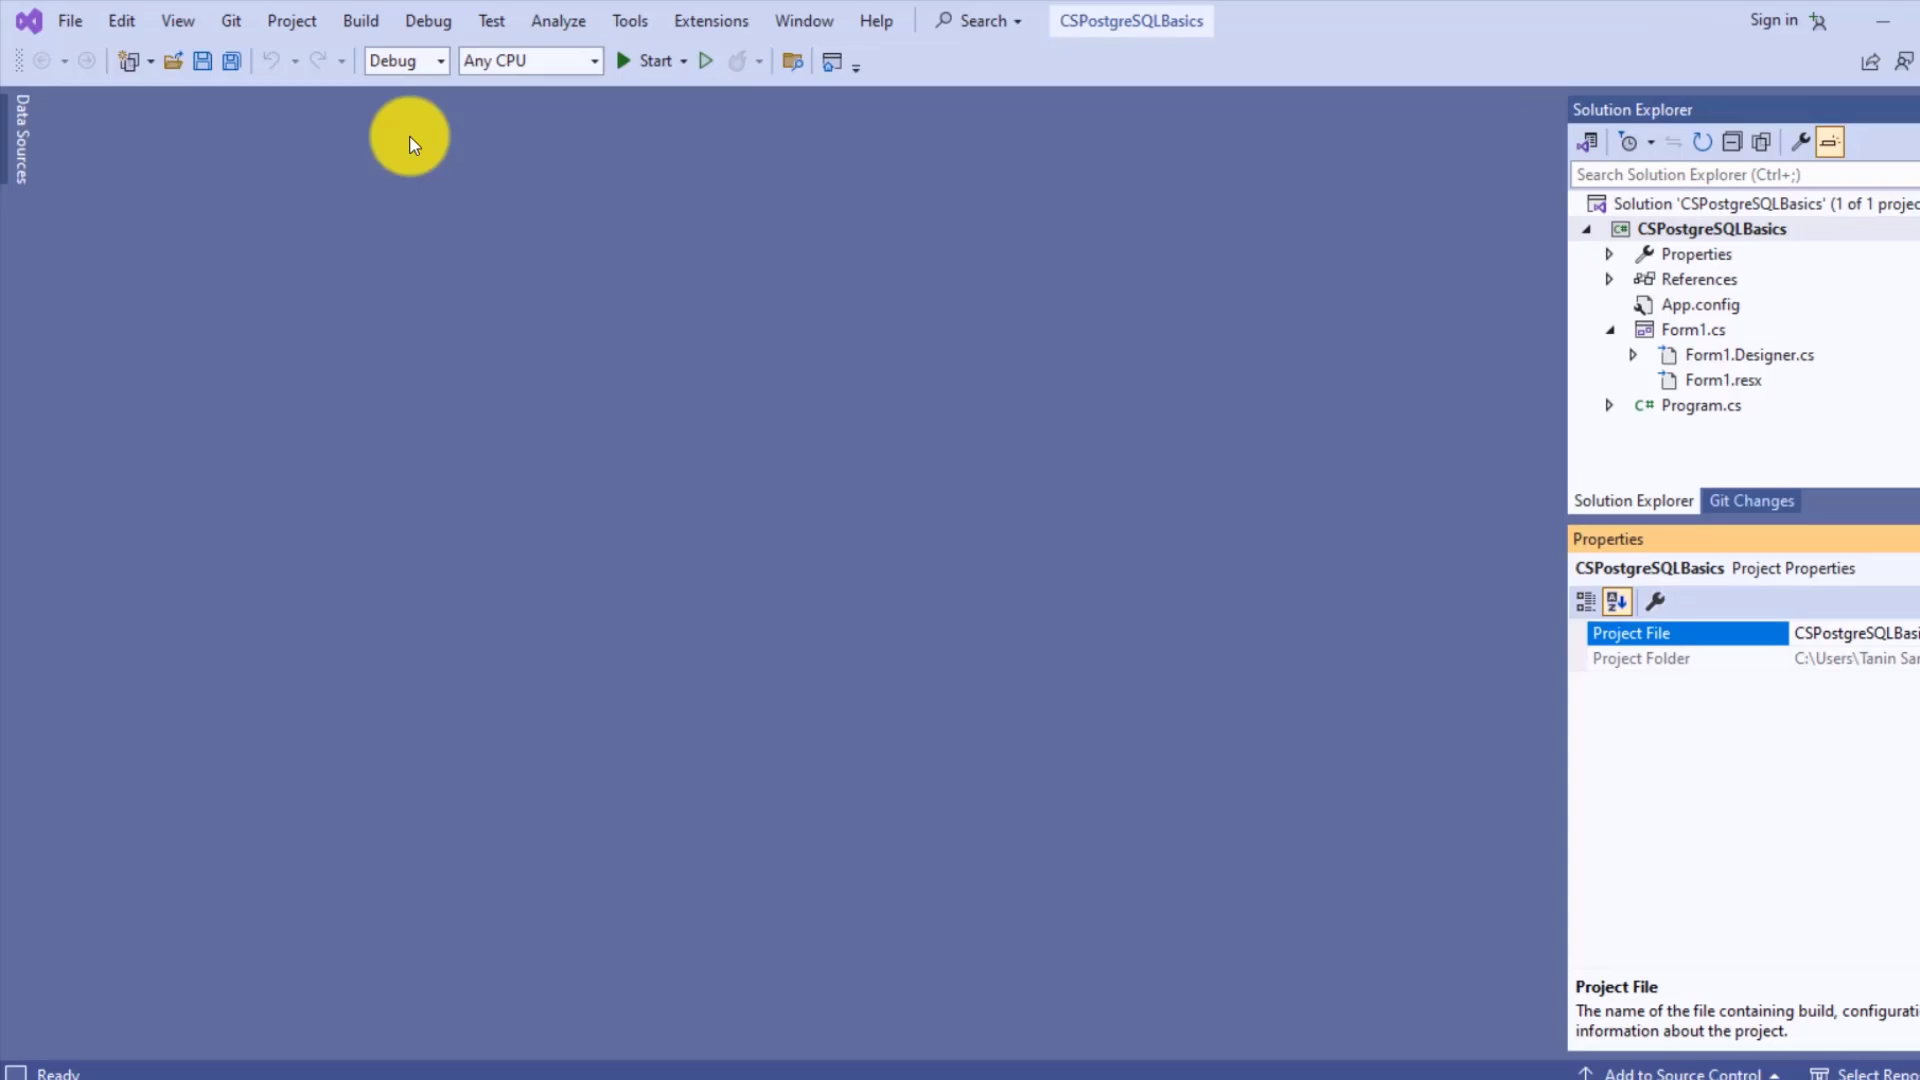 File Edit View Git Project Build Debug Test Analyze Tools Extensions Window Help Search CSPostgreSQLBasics Sign in
Debug Any CPU Start
Data Sources
Solution Explorer
Search Solution Explorer (Ctrl+;)
Solution 'CSPostgreSQLBasics' (1 of 1 projec
C# CSPostgreSQLBasics
Properties
References
App.config
Form1.cs
Form1.Designer.cs
Form1.resx
C# Program.cs
Solution Explorer Git Changes
Properties
CSPostgreSQLBasics Project Properties
Project File CSPostgreSQLBasi
Project Folder C:\Users\Tanin Sar
Project File
The name of the file containing build, configurati
information about the project.
Ready Add to Source Control Select Repo